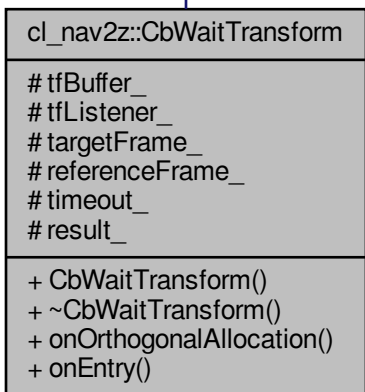 cl_nav2z::CbWaitTransform
# tfBuffer_
# tfListener_
# targetFrame_
# referenceFrame_
# timeout_
# result_
+ CbWaitTransform()
+ ~CbWaitTransform()
+ onOrthogonalAllocation()
+ onEntry()